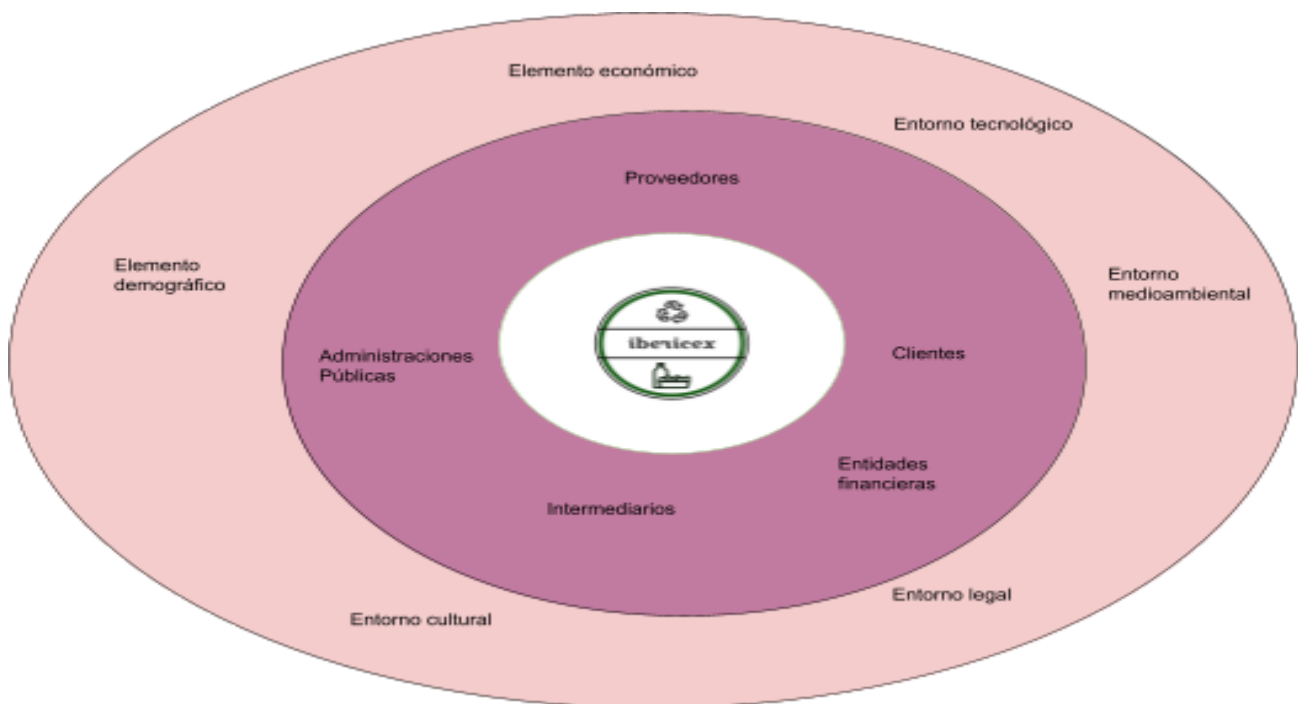 Elemento económico
Entorno tecnológico
Proveedores
Elemento
demográfico
Entorno
medioambiental
ibericex
Administraciones
Públicas
Clientes
Entidades
financieras
Intermediarios
Entorno legal
Entorno cultural